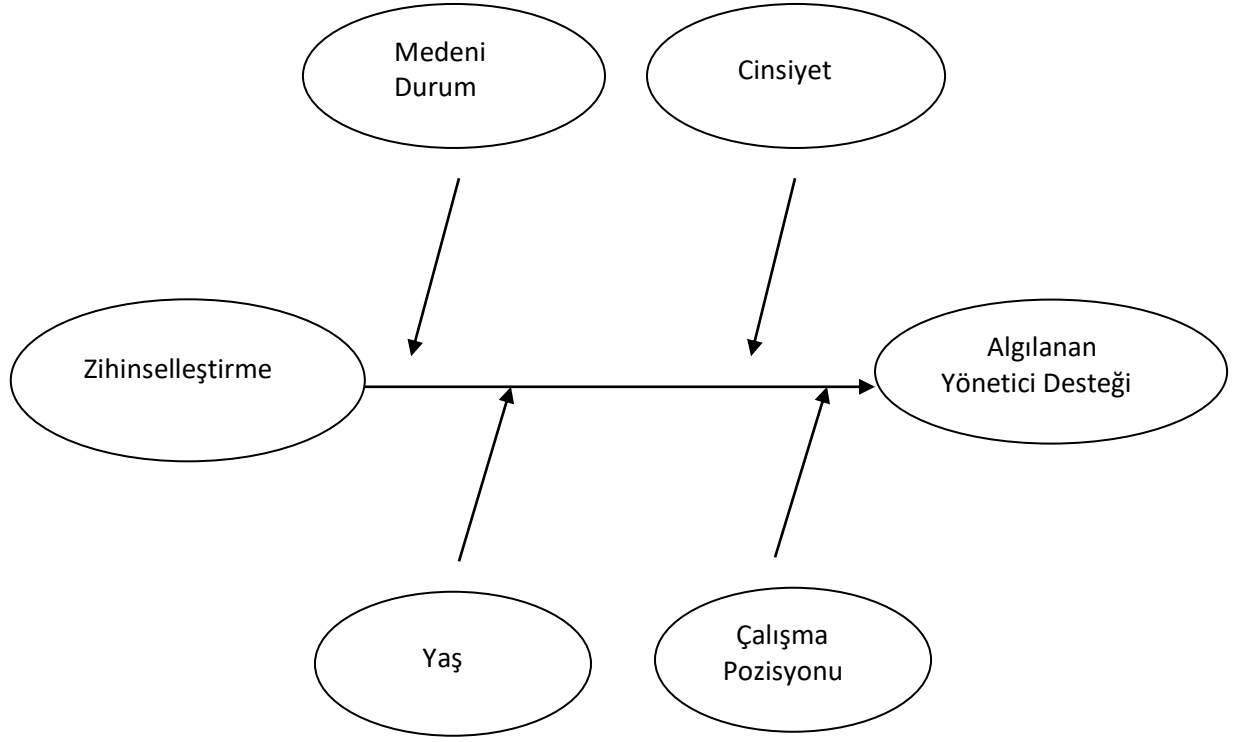 Medeni
Durum
Cinsiyet
Zihinselleştirme
Algılanan
Yönetici Desteği
Yaş
Çalışma
Pozisyonu